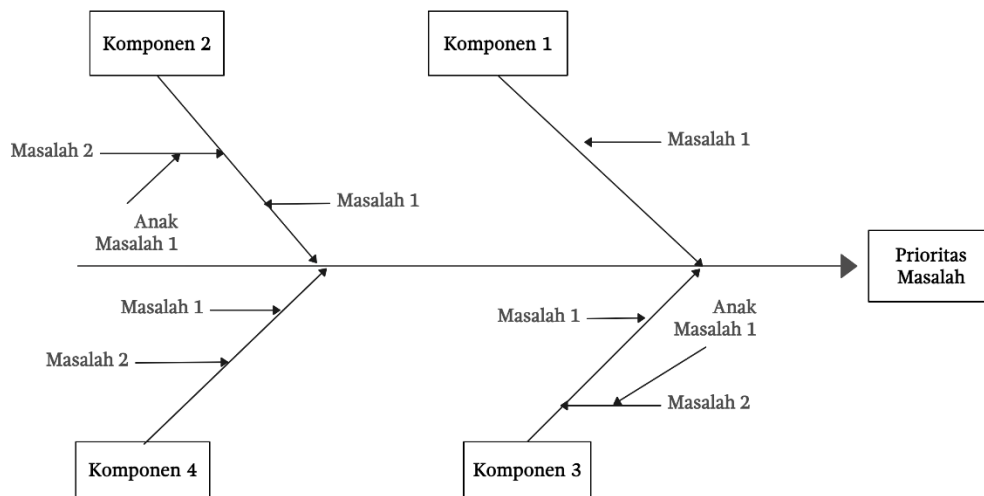 Komponen 2
Komponen 1
Masalah 2
Masalah 1
Masalah 1
Anak
Masalah 1
Prioritas
Masalah
Masalah 1
Masalah 2
Masalah 1
Anak
Masalah 1
Masalah 2
Komponen 4
Komponen 3